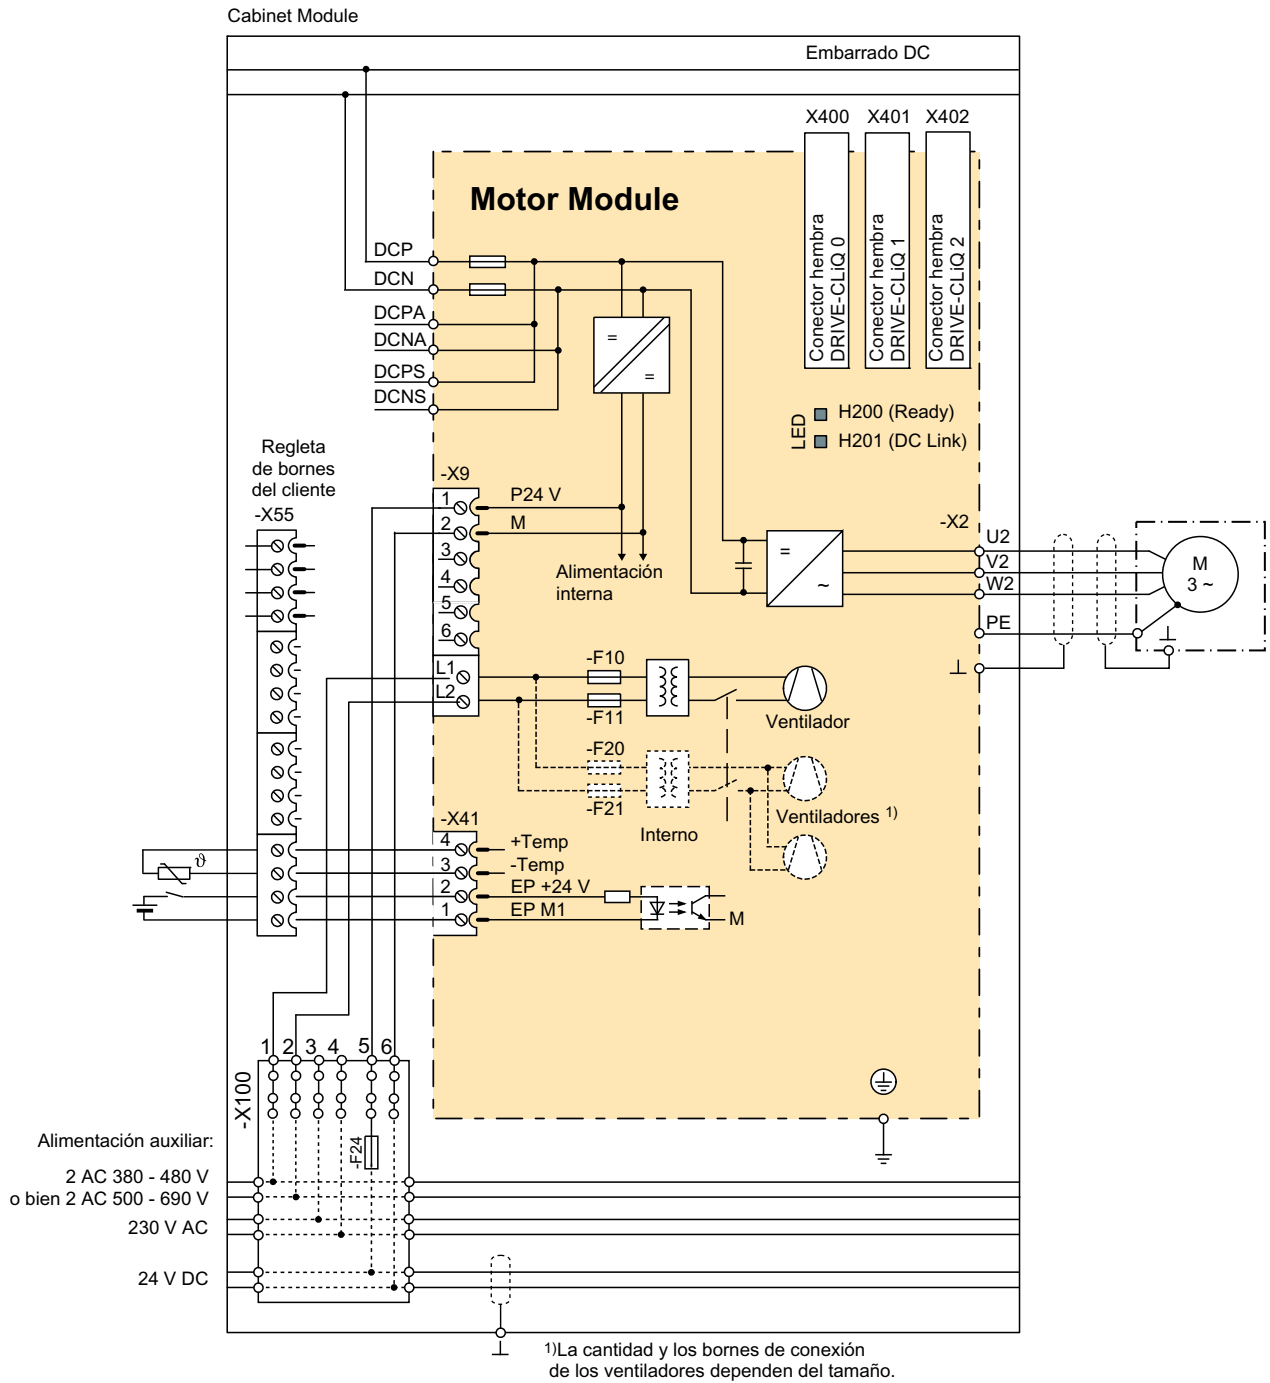 Cabinet Module
Embarrado DC
X400
X401
X402
Conector hembra
DRIVE-CLiQ 0
Conector hembra
DRIVE-CLiQ 1
Conector hembra
DRIVE-CLiQ 2
Motor Module
DCP
DCN
DCPA
DCNA
DCPS
DCNS
=
=
LED
H200 (Ready)
H201 (DC Link)
Regleta
de bornes
del cliente
-X55
-X9
1
P24 V
2
M
3
4
5
6
Alimentación
interna
=
~
-X2
U2
V2
W2
PE
M
3 ~
L1
L2
-F10
-F11
Ventilador
-F20
-F21
Interno
Ventiladores 1)
-X41
4
+Temp
3
-Temp
2
EP +24 V
1
EP M1
M
ϑ
1 2 3 4 5 6
-X100
-F24
Alimentación auxiliar:
2 AC 380 - 480 V
o bien 2 AC 500 - 690 V
230 V AC
24 V DC
1)La cantidad y los bornes de conexión
de los ventiladores dependen del tamaño.